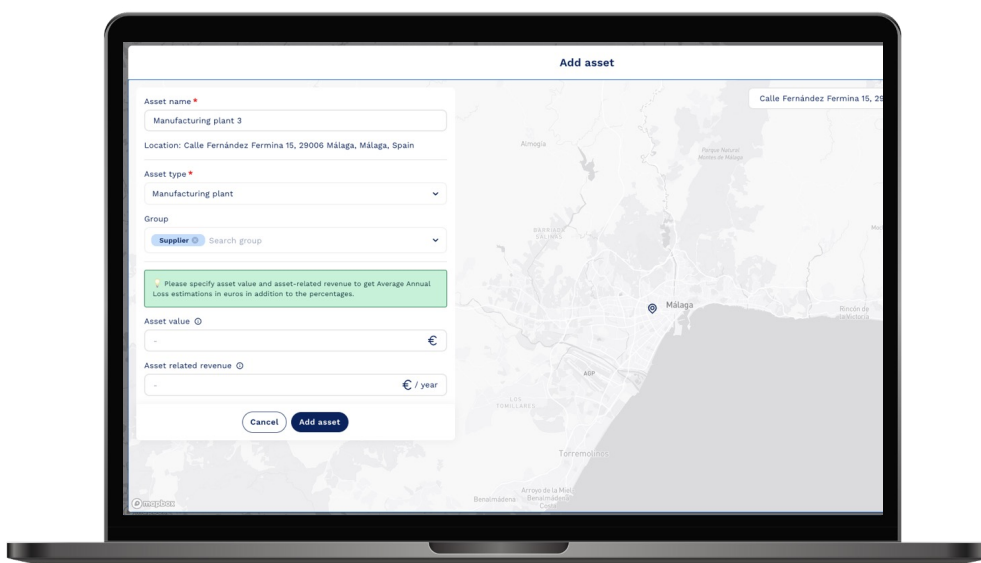 Add asset
Asset name *
Manufacturing plant 3
Location: Calle Fernández Fermina 15, 29006 Málaga, Málaga, Spain
Asset type *
Manufacturing plant
Group
Supplier
Search group
Please specify asset value and asset-related revenue to get Average Annual
Loss estimations in euros in addition to the percentages.
Asset value
-
€
Asset related revenue
-
€ / year
Cancel
Add asset
Calle Fernández Fermina 15, 29
Almogía
Parque Natural
Montes de Málaga
Málaga
Rincón de
la Victoria
AGP
LOS
TOMILLARES
Torremolinos
Arroyo de la Miel
Benalmádena
Benalmádena
Costa
mapbox